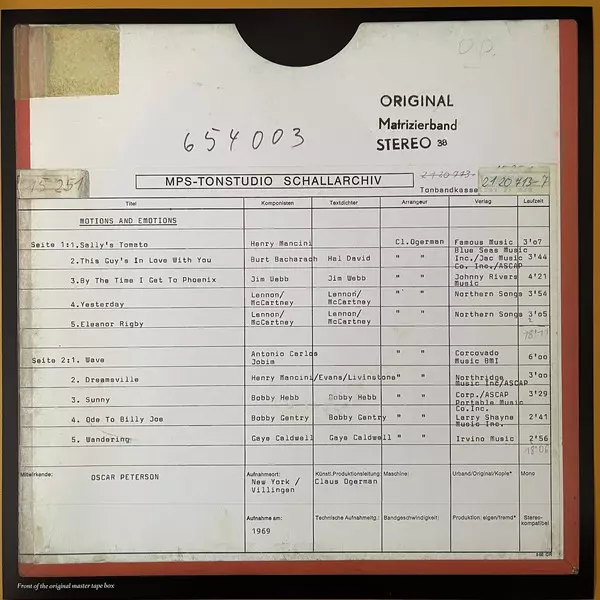 O.P.
ORIGINAL
Matrizierband
STEREO 38
654003
15-251
MPS-TONSTUDIO SCHALLARCHIV
Tonbandkasse
21 20 713-7
Titel Komponisten Textdichter Arrangeur Verlag Laufzeit
MOTIONS AND EMOTIONS
Seite 1:1.Sally's Tomato Henry Mancini Cl.Ogerman Famous Music 3'07
2.This Guy's In Love With You Burt Bacharach Hal David " " Blue Seas Music Inc./Jac Music Co. Inc./ASCAP 3'44
3.By The Time I Get To Phoenix Jim Webb Jim Webb " " Johnny Rivers Music 4'21
4.Yesterday Lennon/McCartney Lennon/McCartney " " Northern Songs 3'54
5.Eleanor Rigby Lennon/McCartney Lennon/McCartney " " Northern Songs 3'05
18'11
Seite 2:1. Wave Antonio Carlos Jobim " " Corcovado Music BMI 6'00
2. Dreamsville Henry Mancini/Evans/Livinstone" " Northridge Music Inc/ASCAP 3'00
3. Sunny Bobby Hebb Bobby Hebb " " Corp./ASCAP Portable Music Co.Inc. 3'29
4. Ode To Billy Joe Bobby Gentry Bobby Gentry " " Larry Shayne Music Inc. 2'41
5. Wandering Gaye Caldwell Gaye Caldwell " " Irving Music 2'56
18'06
Mitwirkende: Aufnahmeort: Künstl.Produktionsleitung: Maschine: Urband/Original/Kopie* Mono
OSCAR PETERSON New York / Villingen Claus Ogerman
Aufnahme am: Technische Aufnahmeltg.: Bandgeschwindigkeit: Produktion: eigen/fremd* Stereo-kompatibel
1969
Front of the original master tape box